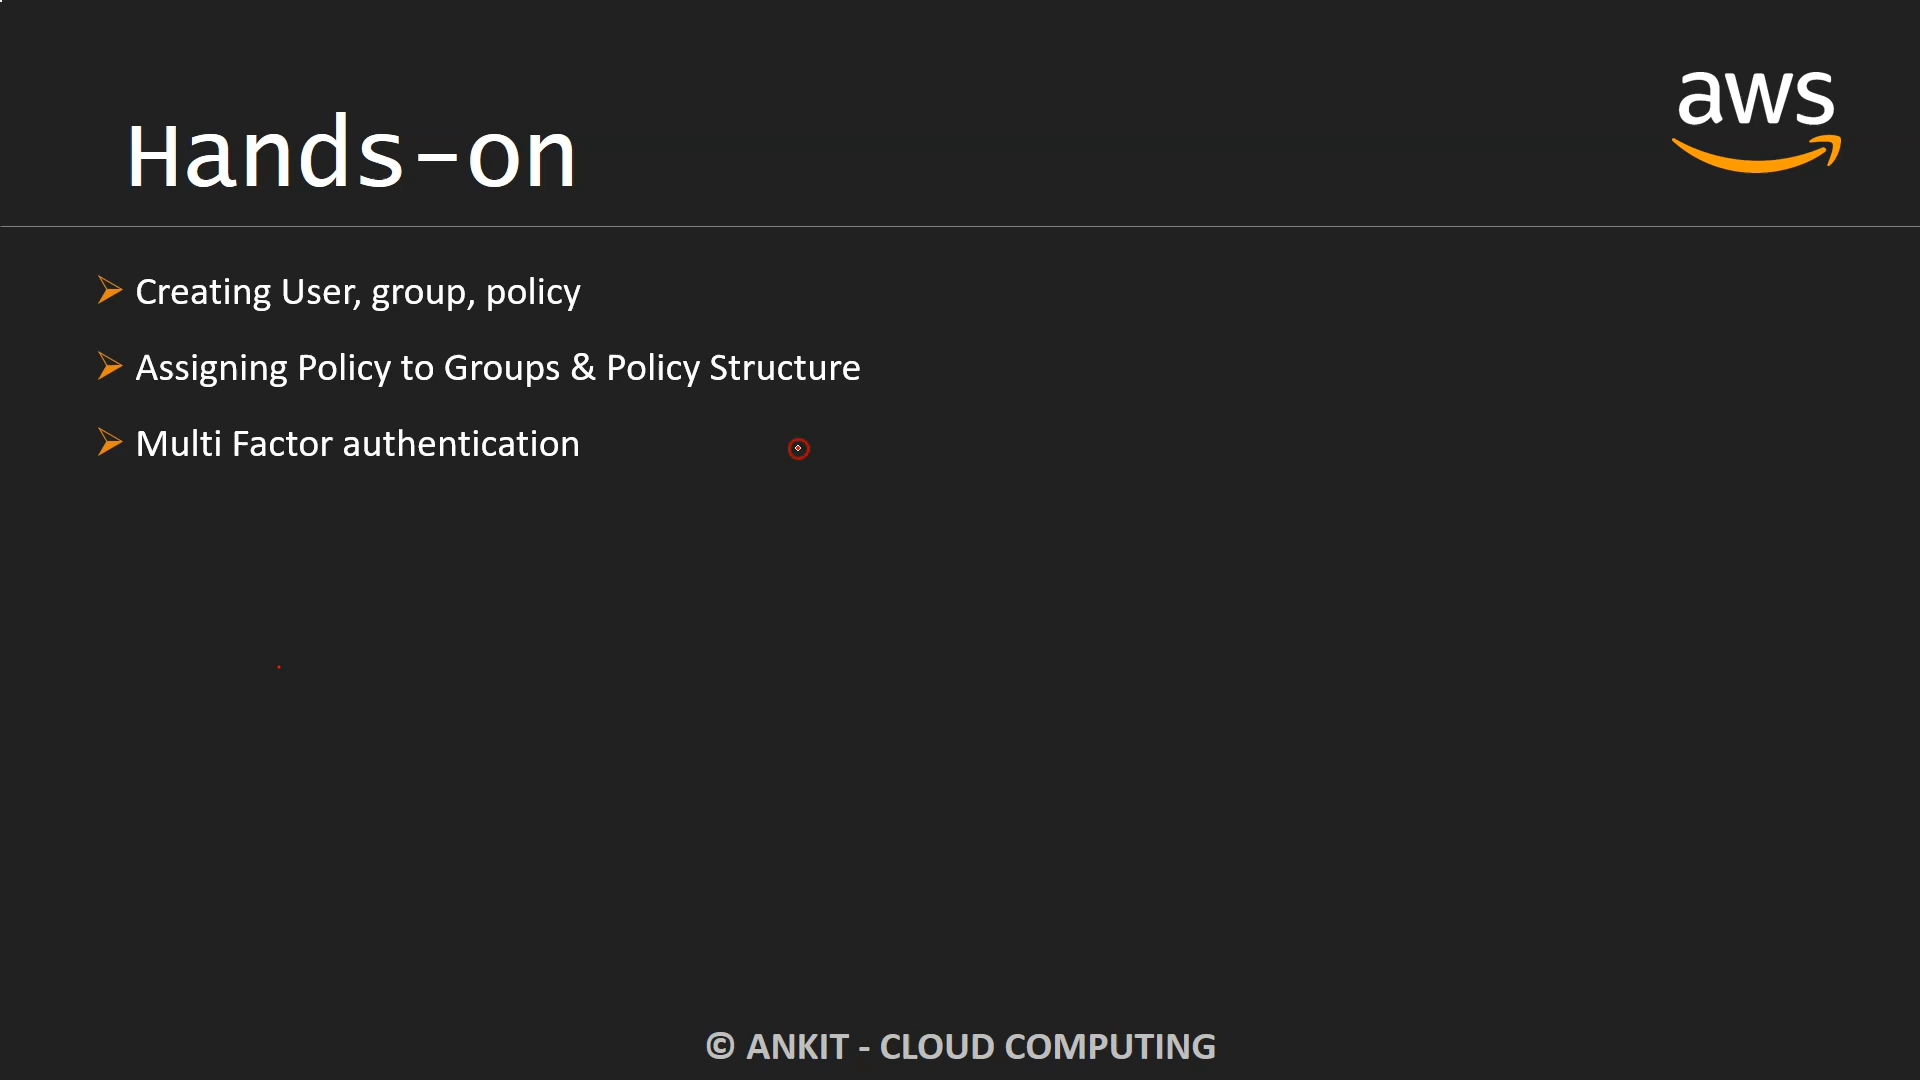 aws
Hands-on
Creating User, group, policy
Assigning Policy to Groups & Policy Structure
Multi Factor authentication
© ANKIT - CLOUD COMPUTING